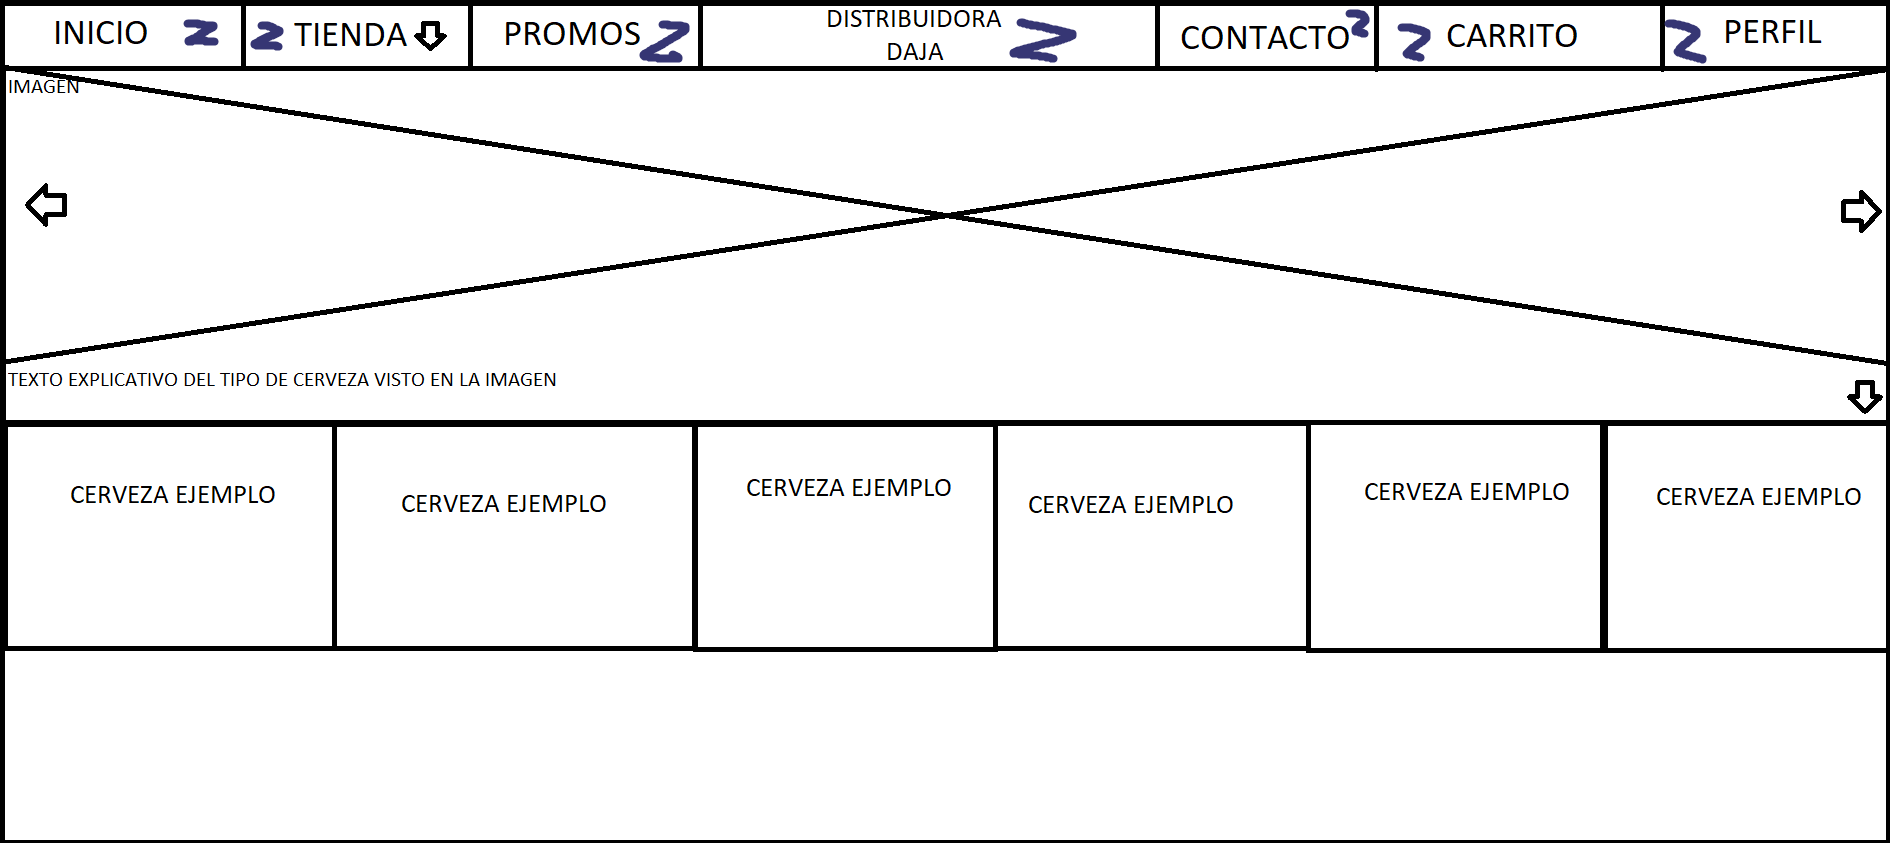 INICIO
TIENDA
PROMOS
DISTRIBUIDORA
DAJA
CONTACTO
CARRITO
PERFIL
IMAGEN
TEXTO EXPLICATIVO DEL TIPO DE CERVEZA VISTO EN LA IMAGEN
CERVEZA EJEMPLO
CERVEZA EJEMPLO
CERVEZA EJEMPLO
CERVEZA EJEMPLO
CERVEZA EJEMPLO
CERVEZA EJEMPLO